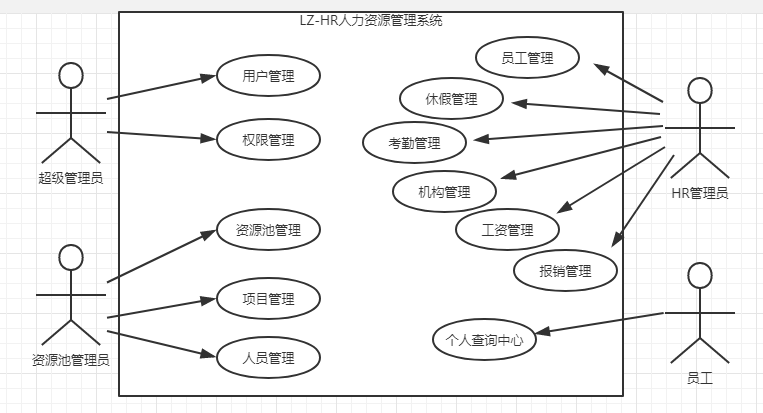 LZ-HR人力资源管理系统
员工管理
用户管理
休假管理
权限管理
考勤管理
超级管理员
机构管理
HR管理员
资源池管理
工资管理
报销管理
项目管理
个人查询中心
资源池管理员
人员管理
员工